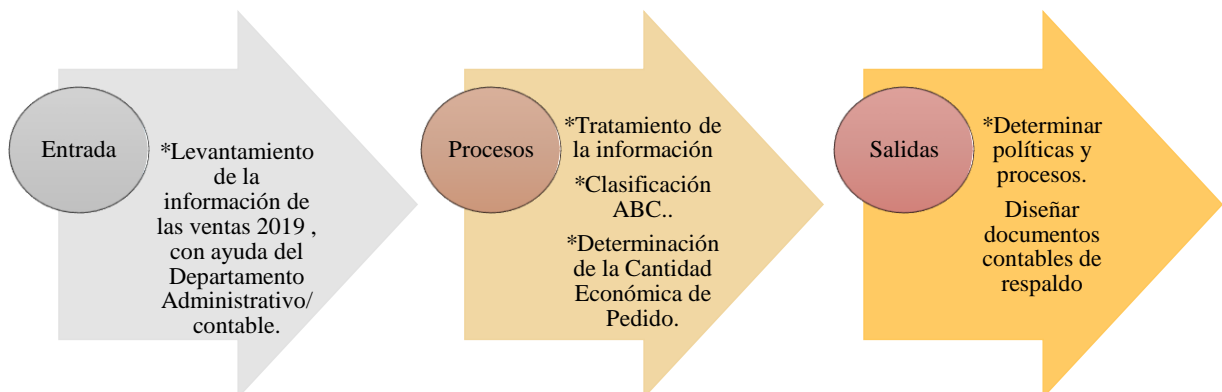 Entrada
*Levantamiento
de la
información de
las ventas 2019 ,
con ayuda del
Departamento
Administrativo/
contable.
Procesos
*Tratamiento de
la información
*Clasificación
ABC..
*Determinación
de la Cantidad
Económica de
Pedido.
Salidas
*Determinar
políticas y
procesos.
Diseñar
documentos
contables de
respaldo